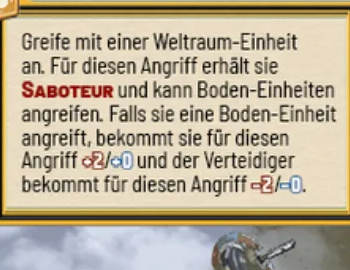 Greife mit einer Weltraum-Einheit
an. Für diesen Angriff erhält sie
SABOTEUR und kann Boden-Einheiten
angreifen. Falls sie eine Boden-Einheit
angreift, bekommt sie für diesen
Angriff +2/+0 und der Verteidiger
bekommt für diesen Angriff -2/-0.